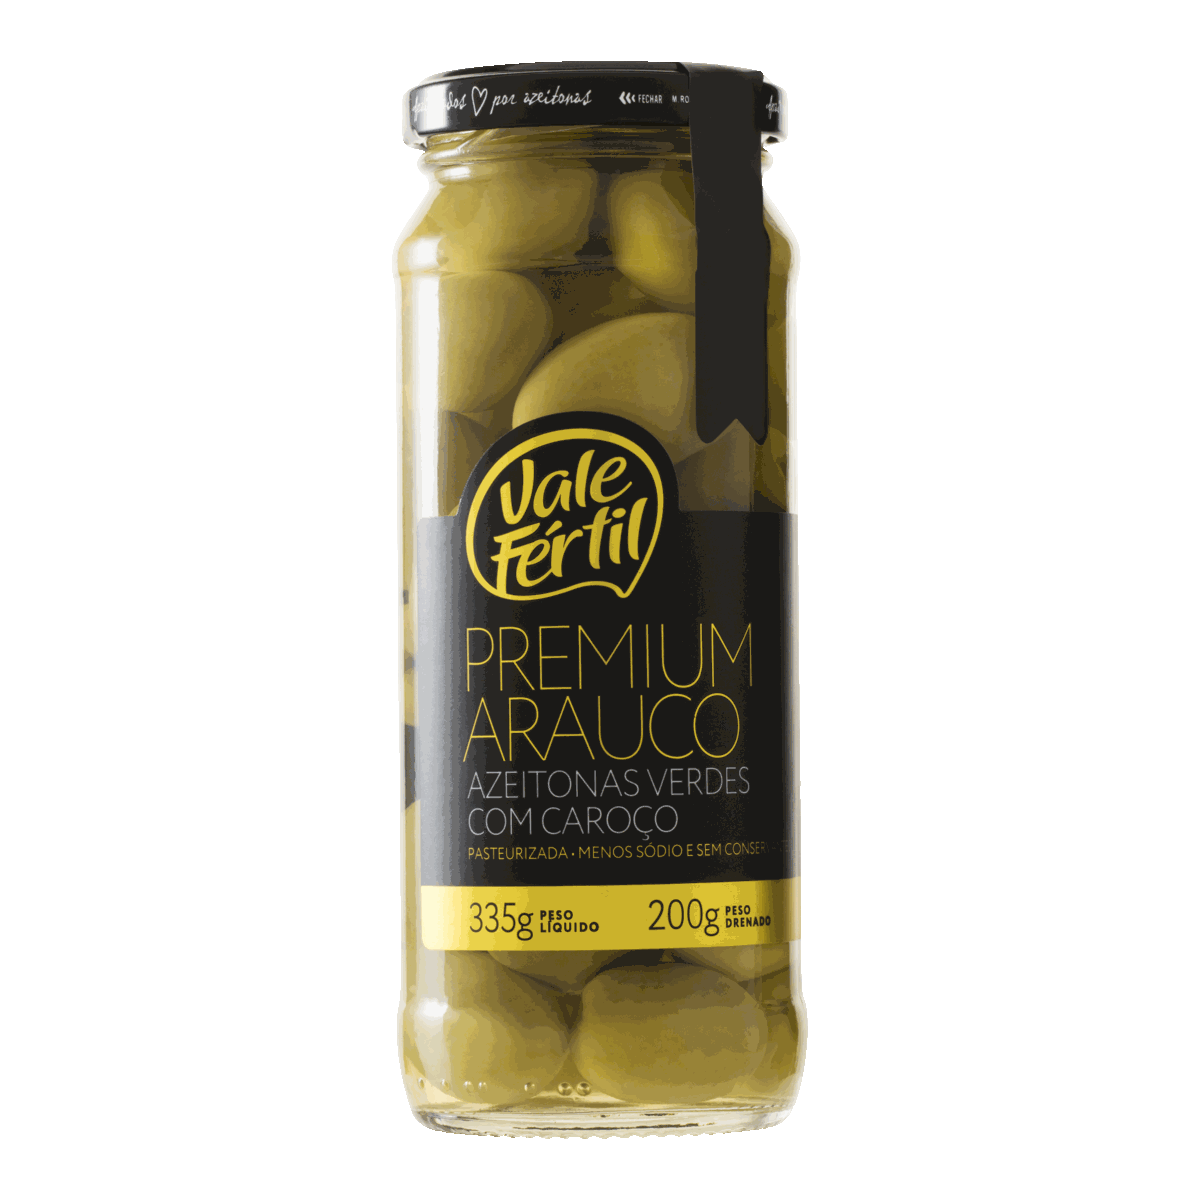 por azeitonas
FECHAR
Vale
Fértil
PREMIUM
ARAUCO
AZEITONAS VERDES
COM CAROÇO
PASTEURIZADA • MENOS SÓDIO E SEM
335g PESO LÍQUIDO
200g PESO DRENADO